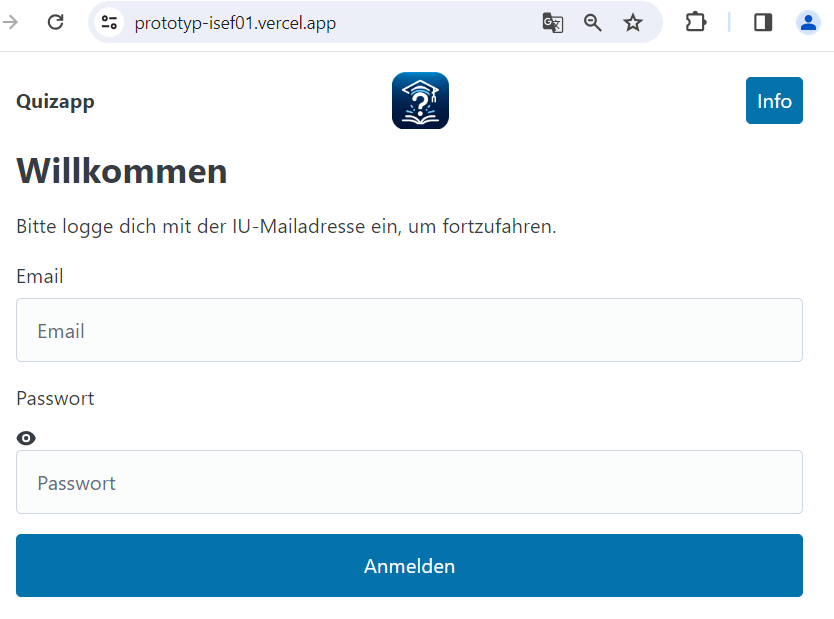 prototyp-isef01.vercel.app
Quizapp
?
Info
Willkommen
Bitte logge dich mit der IU-Mailadresse ein, um fortzufahren.
Email
Email
Passwort
Passwort
Anmelden